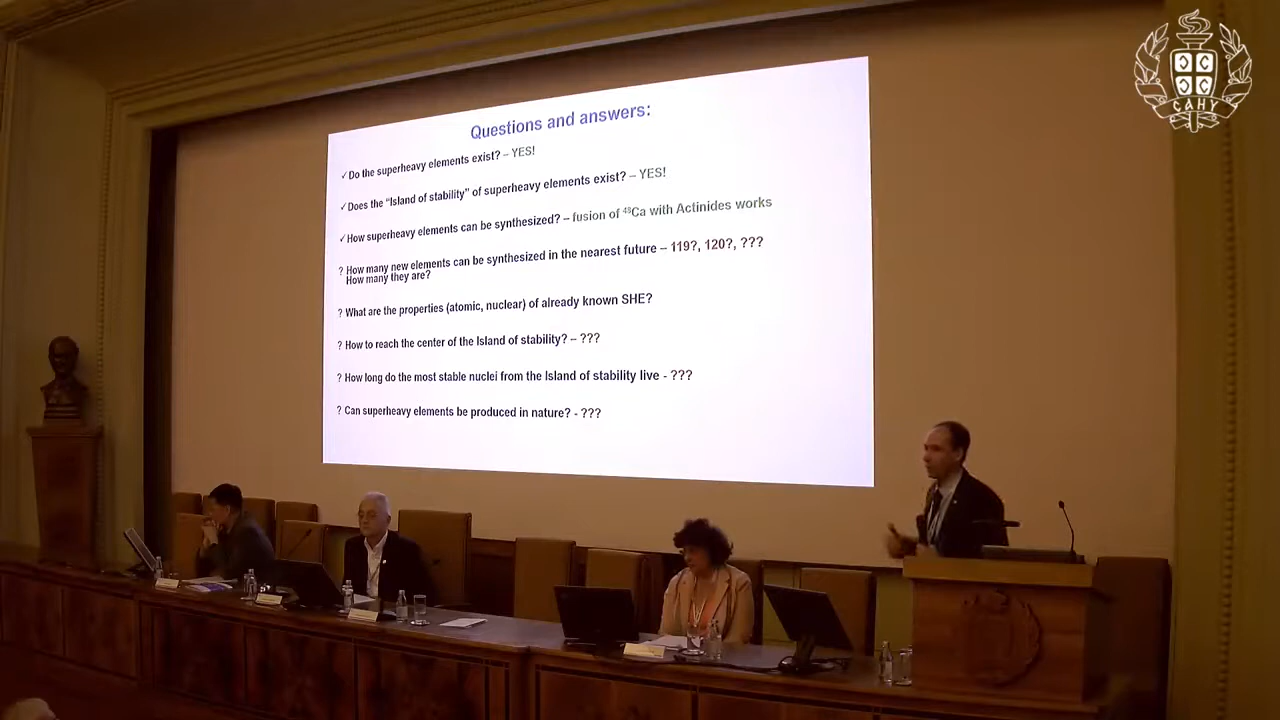 Questions and answers:
✓ Do the superheavy elements exist? – YES!
✓ Does the “Island of stability” of superheavy elements exist? – YES!
✓ How superheavy elements can be synthesized? – fusion of ⁴⁸Ca with Actinides works
? How many new elements can be synthesized in the nearest future – 119?, 120?, ???
How many they are?
? What are the properties (atomic, nuclear) of already known SHE?
? How to reach the center of the Island of stability? – ???
? How long do the most stable nuclei from the Island of stability live - ???
? Can superheavy elements be produced in nature? - ???
САНУ